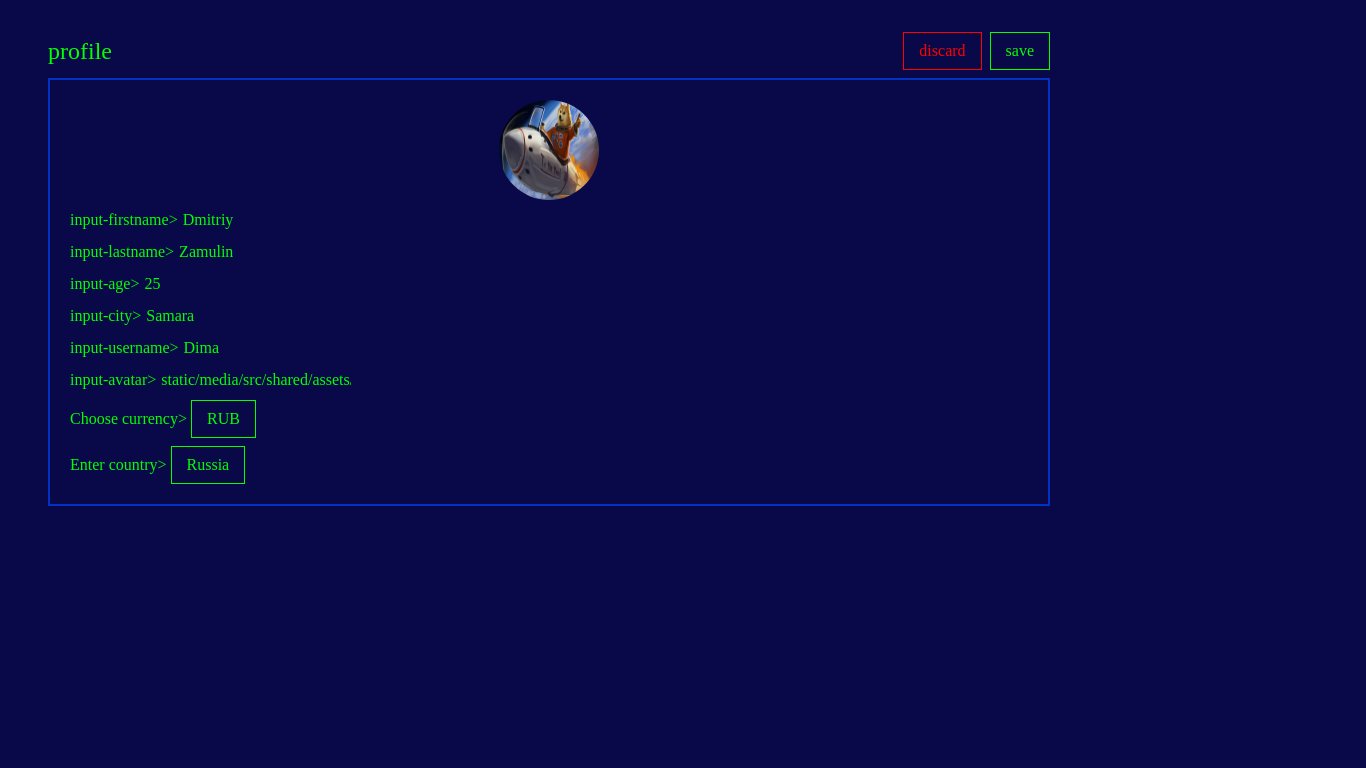 profile
discard
save
input-firstname> Dmitriy
input-lastname> Zamulin
input-age> 25
input-city> Samara
input-username> Dima
input-avatar> static/media/src/shared/assets
Choose currency> RUB
Enter country> Russia